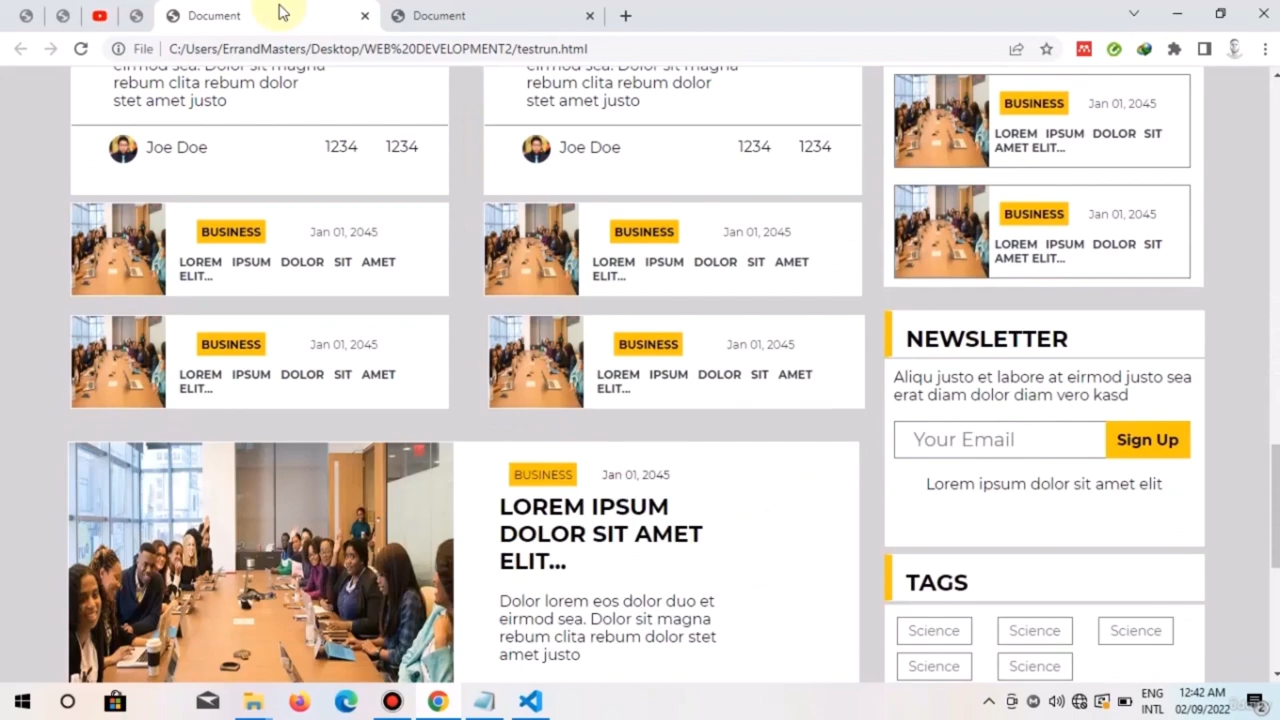 Document
Document
File
C:/Users/ErrandMasters/Desktop/WEB%20DEVELOPMENT2/testrun.html
rebum clita rebum dolor
stet amet justo
Joe Doe
1234
1234
BUSINESS
Jan 01, 2045
LOREM IPSUM DOLOR SIT AMET
ELIT...
BUSINESS
Jan 01, 2045
LOREM IPSUM DOLOR SIT AMET
ELIT...
eirmod sea. Dolor sit magna
rebum clita rebum dolor
stet amet justo
Joe Doe
1234
1234
BUSINESS
Jan 01, 2045
LOREM IPSUM DOLOR SIT AMET
ELIT...
BUSINESS
Jan 01, 2045
LOREM IPSUM DOLOR SIT AMET
ELIT...
BUSINESS
Jan 01, 2045
LOREM IPSUM
DOLOR SIT AMET
ELIT...
Dolor lorem eos dolor duo et
eirmod sea. Dolor sit magna
rebum clita rebum dolor stet
amet justo
BUSINESS
Jan 01, 2045
LOREM IPSUM DOLOR SIT
AMET ELIT...
BUSINESS
Jan 01, 2045
LOREM IPSUM DOLOR SIT
AMET ELIT...
NEWSLETTER
Aliqu justo et labore at eirmod justo sea
erat diam dolor diam vero kasd
Your Email
Sign Up
Lorem ipsum dolor sit amet elit
TAGS
Science
Science
Science
Science
Science
ENG
INTL
12:42 AM
02/09/2022